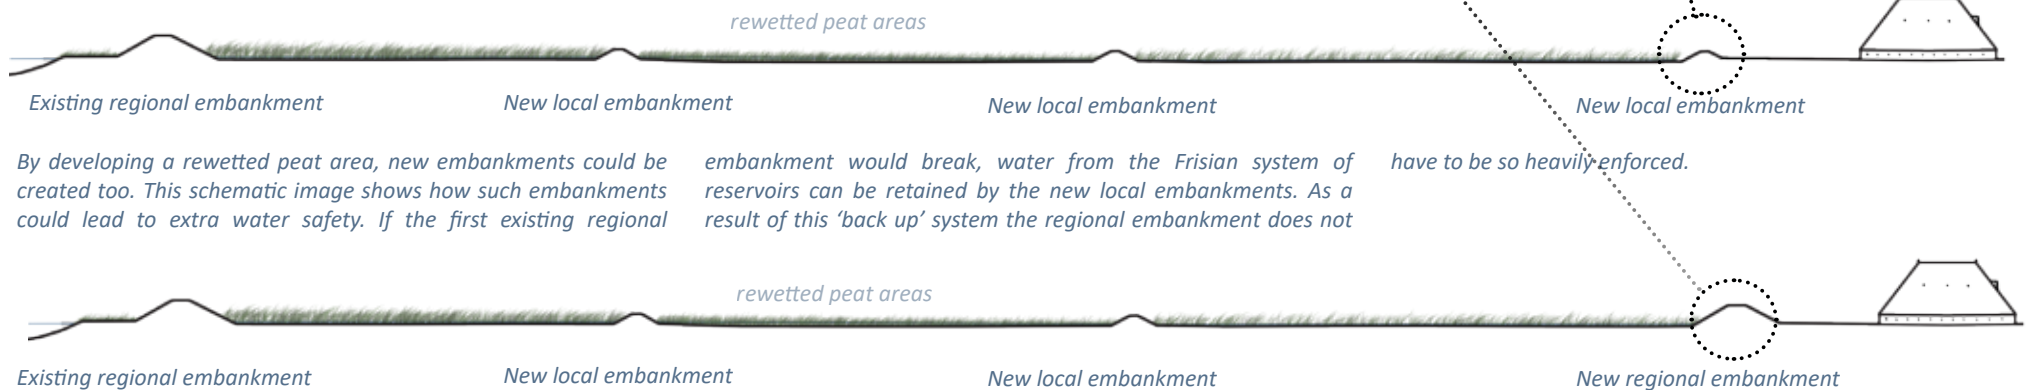 rewetted peat areas
Existing regional embankment
New local embankment
New local embankment
New local embankment
By developing a rewetted peat area, new embankments could be
created too. This schematic image shows how such embankments
could lead to extra water safety. If the first existing regional
embankment would break, water from the Frisian system of
reservoirs can be retained by the new local embankments. As a
result of this ‘back up’ system the regional embankment does not
have to be so heavily enforced.
rewetted peat areas
Existing regional embankment
New local embankment
New local embankment
New regional embankment